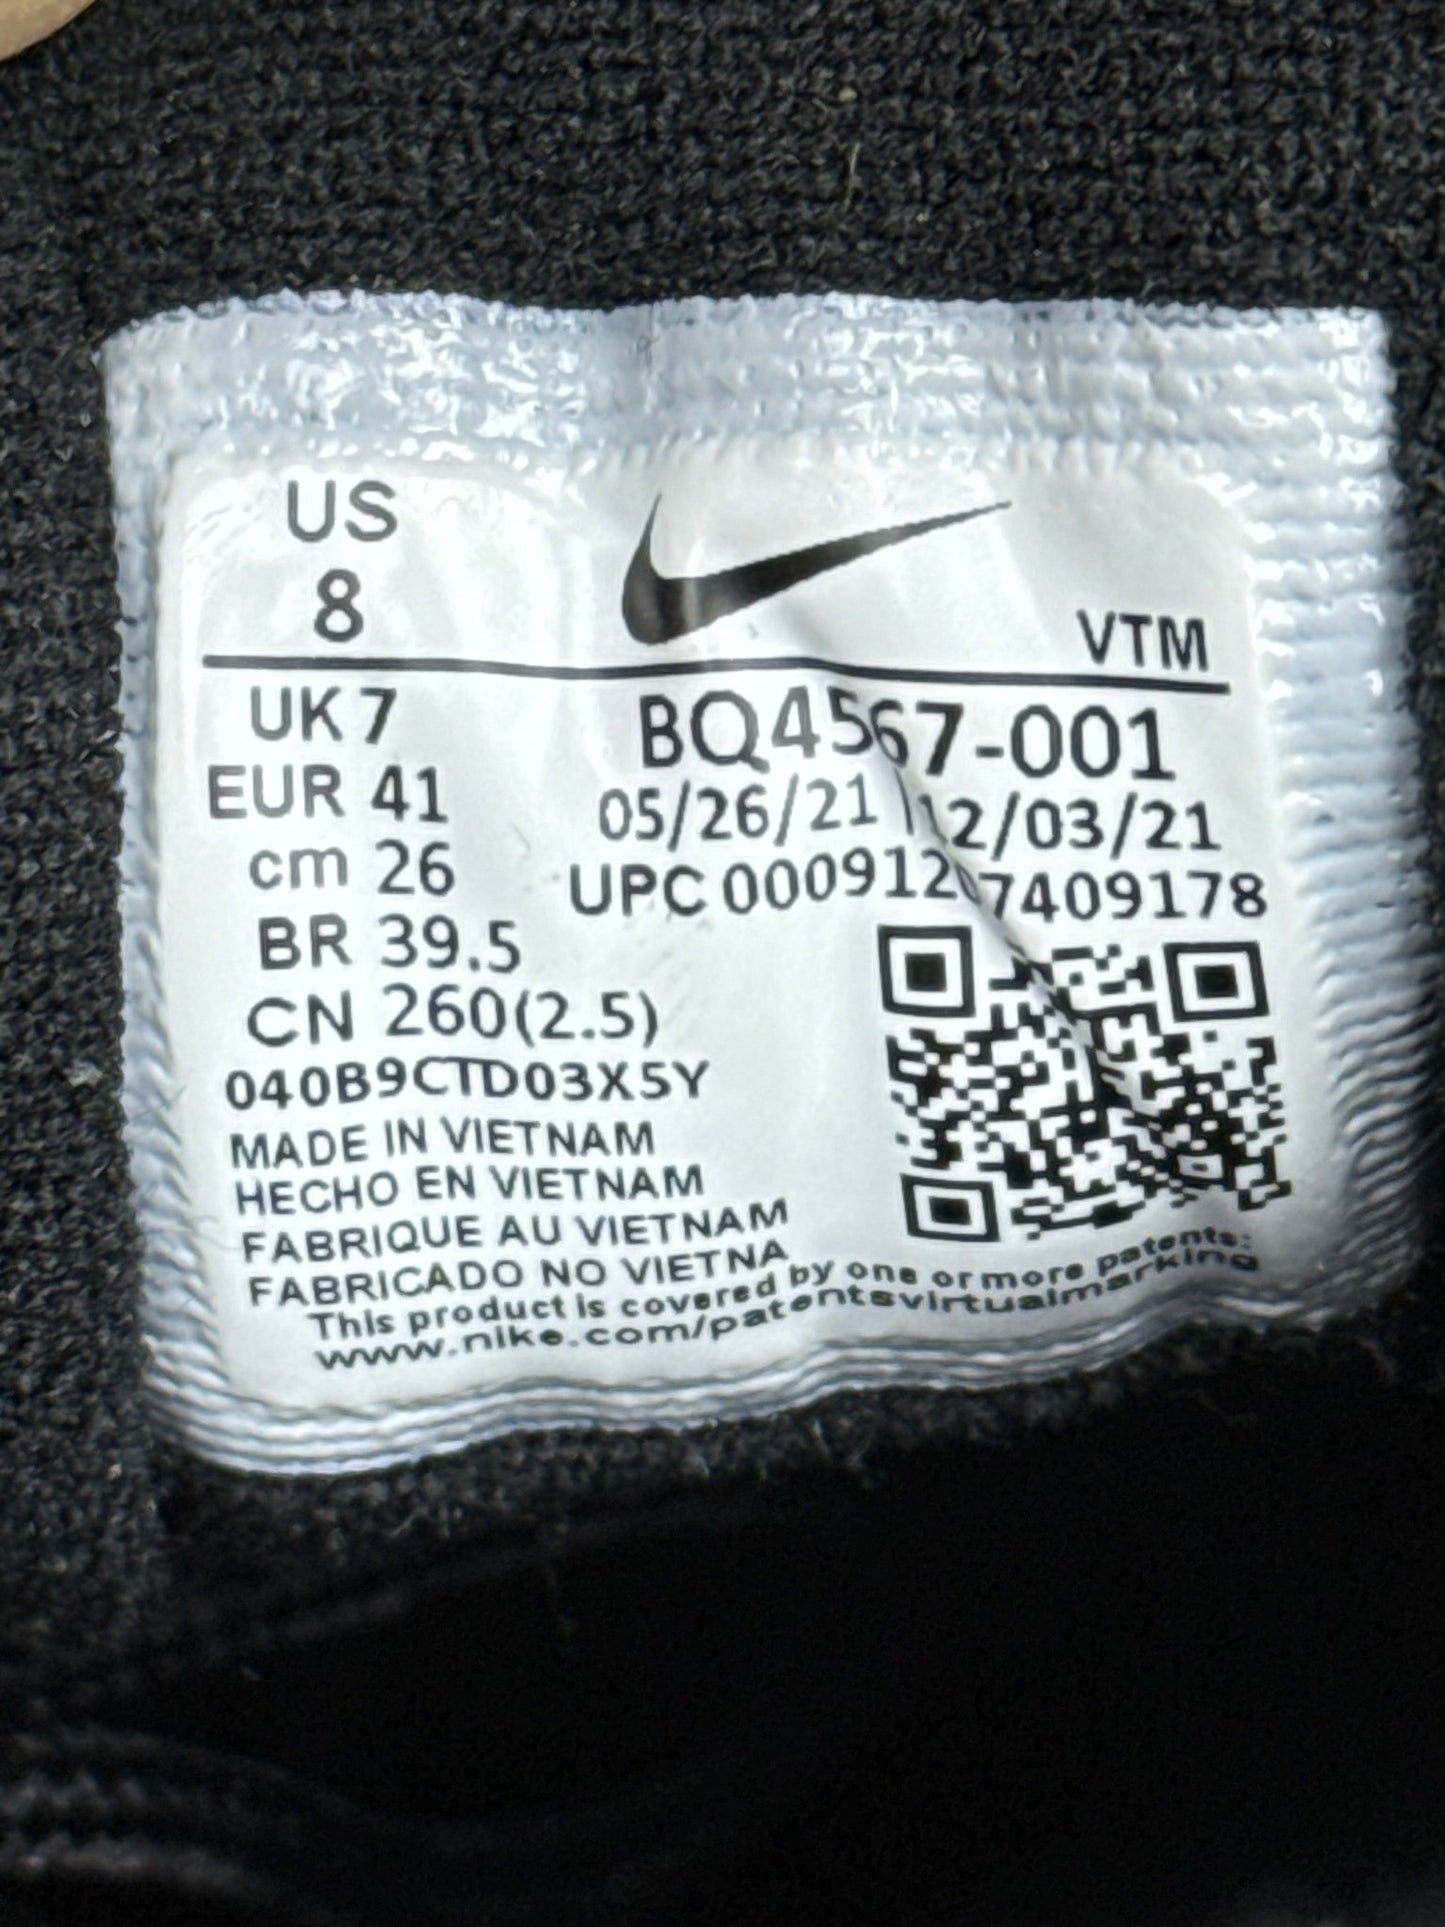 US
8
VTM
UK 7
BQ4567-001
EUR 41
05/26/21 12/03/21
cm 26
UPC 00091207409178
BR 39.5
CN 260(2.5)
040B9CTD03X5Y
MADE IN VIETNAM
HECHO EN VIETNAM
FABRIQUE AU VIETNAM
FABRICADO NO VIETNA
This product is covered by one or more patents:
www.nike.com/patentsvirtualmarking